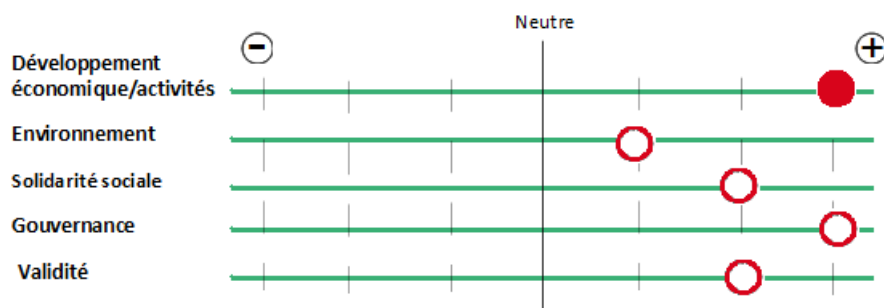 Neutre
− +
Développement
économique/activités
Environnement
Solidarité sociale
Gouvernance
Validité